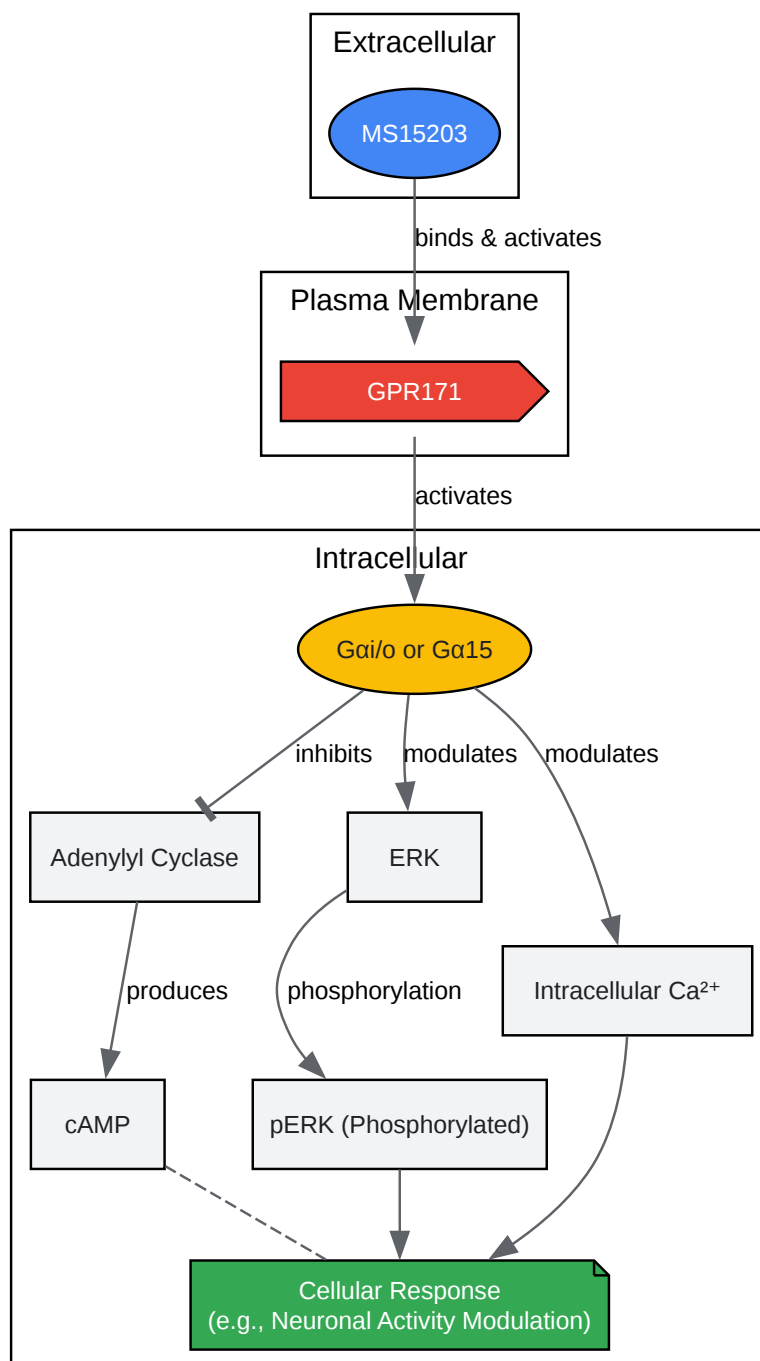 Extracellular
MS15203
binds & activates
Plasma Membrane
GPR171
activates
Intracellular
Gαi/o or Gα15
inhibits
modulates
modulates
Adenylyl Cyclase
ERK
Intracellular Ca²⁺
produces
phosphorylation
cAMP
pERK (Phosphorylated)
Cellular Response
(e.g., Neuronal Activity Modulation)